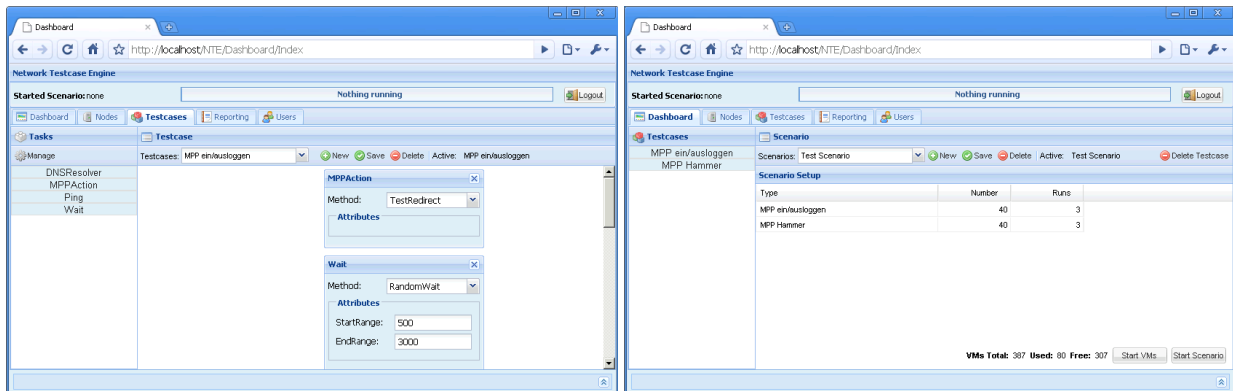 Dashboard
http://localhost/NTE/Dashboard/Index
Network Testcase Engine
Started Scenario: none
Nothing running
Logout
Dashboard Nodes Testcases Reporting Users
Tasks
Manage
DNSResolver
MPPAction
Ping
Wait
Testcase
Testcases: MPP ein/ausloggen New Save Delete Active: MPP ein/ausloggen
MPPAction
Method: TestRedirect
Attributes
Wait
Method: RandomWait
Attributes
StartRange: 500
EndRange: 3000
Dashboard
http://localhost/NTE/Dashboard/Index
Network Testcase Engine
Started Scenario: none
Nothing running
Logout
Dashboard Nodes Testcases Reporting Users
Testcases
MPP ein/ausloggen
MPP Hammer
Scenario
Scenarios: Test Scenario New Save Delete Active: Test Scenario Delete Testcase
Scenario Setup
Type Number Runs
MPP ein/ausloggen 40 3
MPP Hammer 40 3
VMs Total: 387 Used: 80 Free: 307 Start VMs Start Scenario